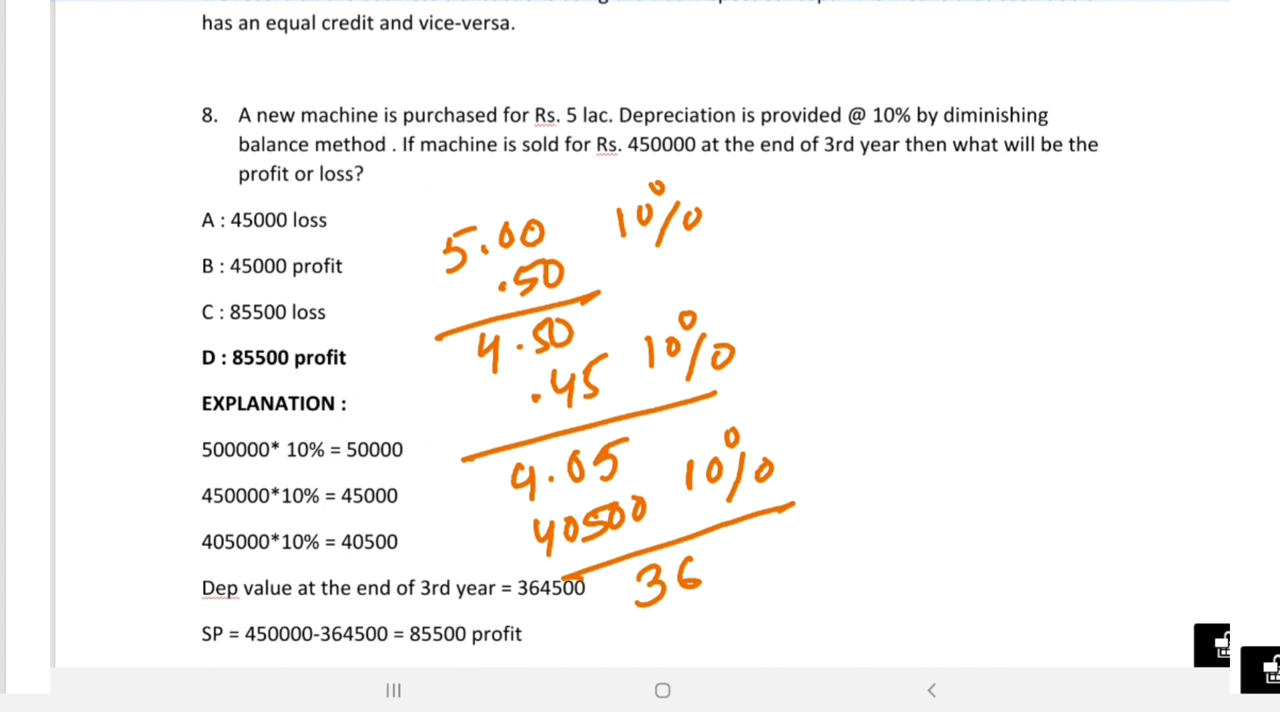 has an equal credit and vice-versa.
8. A new machine is purchased for Rs. 5 lac. Depreciation is provided @ 10% by diminishing
balance method . If machine is sold for Rs. 450000 at the end of 3rd year then what will be the
profit or loss?
A : 45000 loss
B : 45000 profit
C : 85500 loss
D : 85500 profit
EXPLANATION :
500000* 10% = 50000
450000*10% = 45000
405000*10% = 40500
Dep value at the end of 3rd year = 364500
SP = 450000-364500 = 85500 profit
5.00 10%
.50
4.50 10%
.45
4.05 10%
40500
36